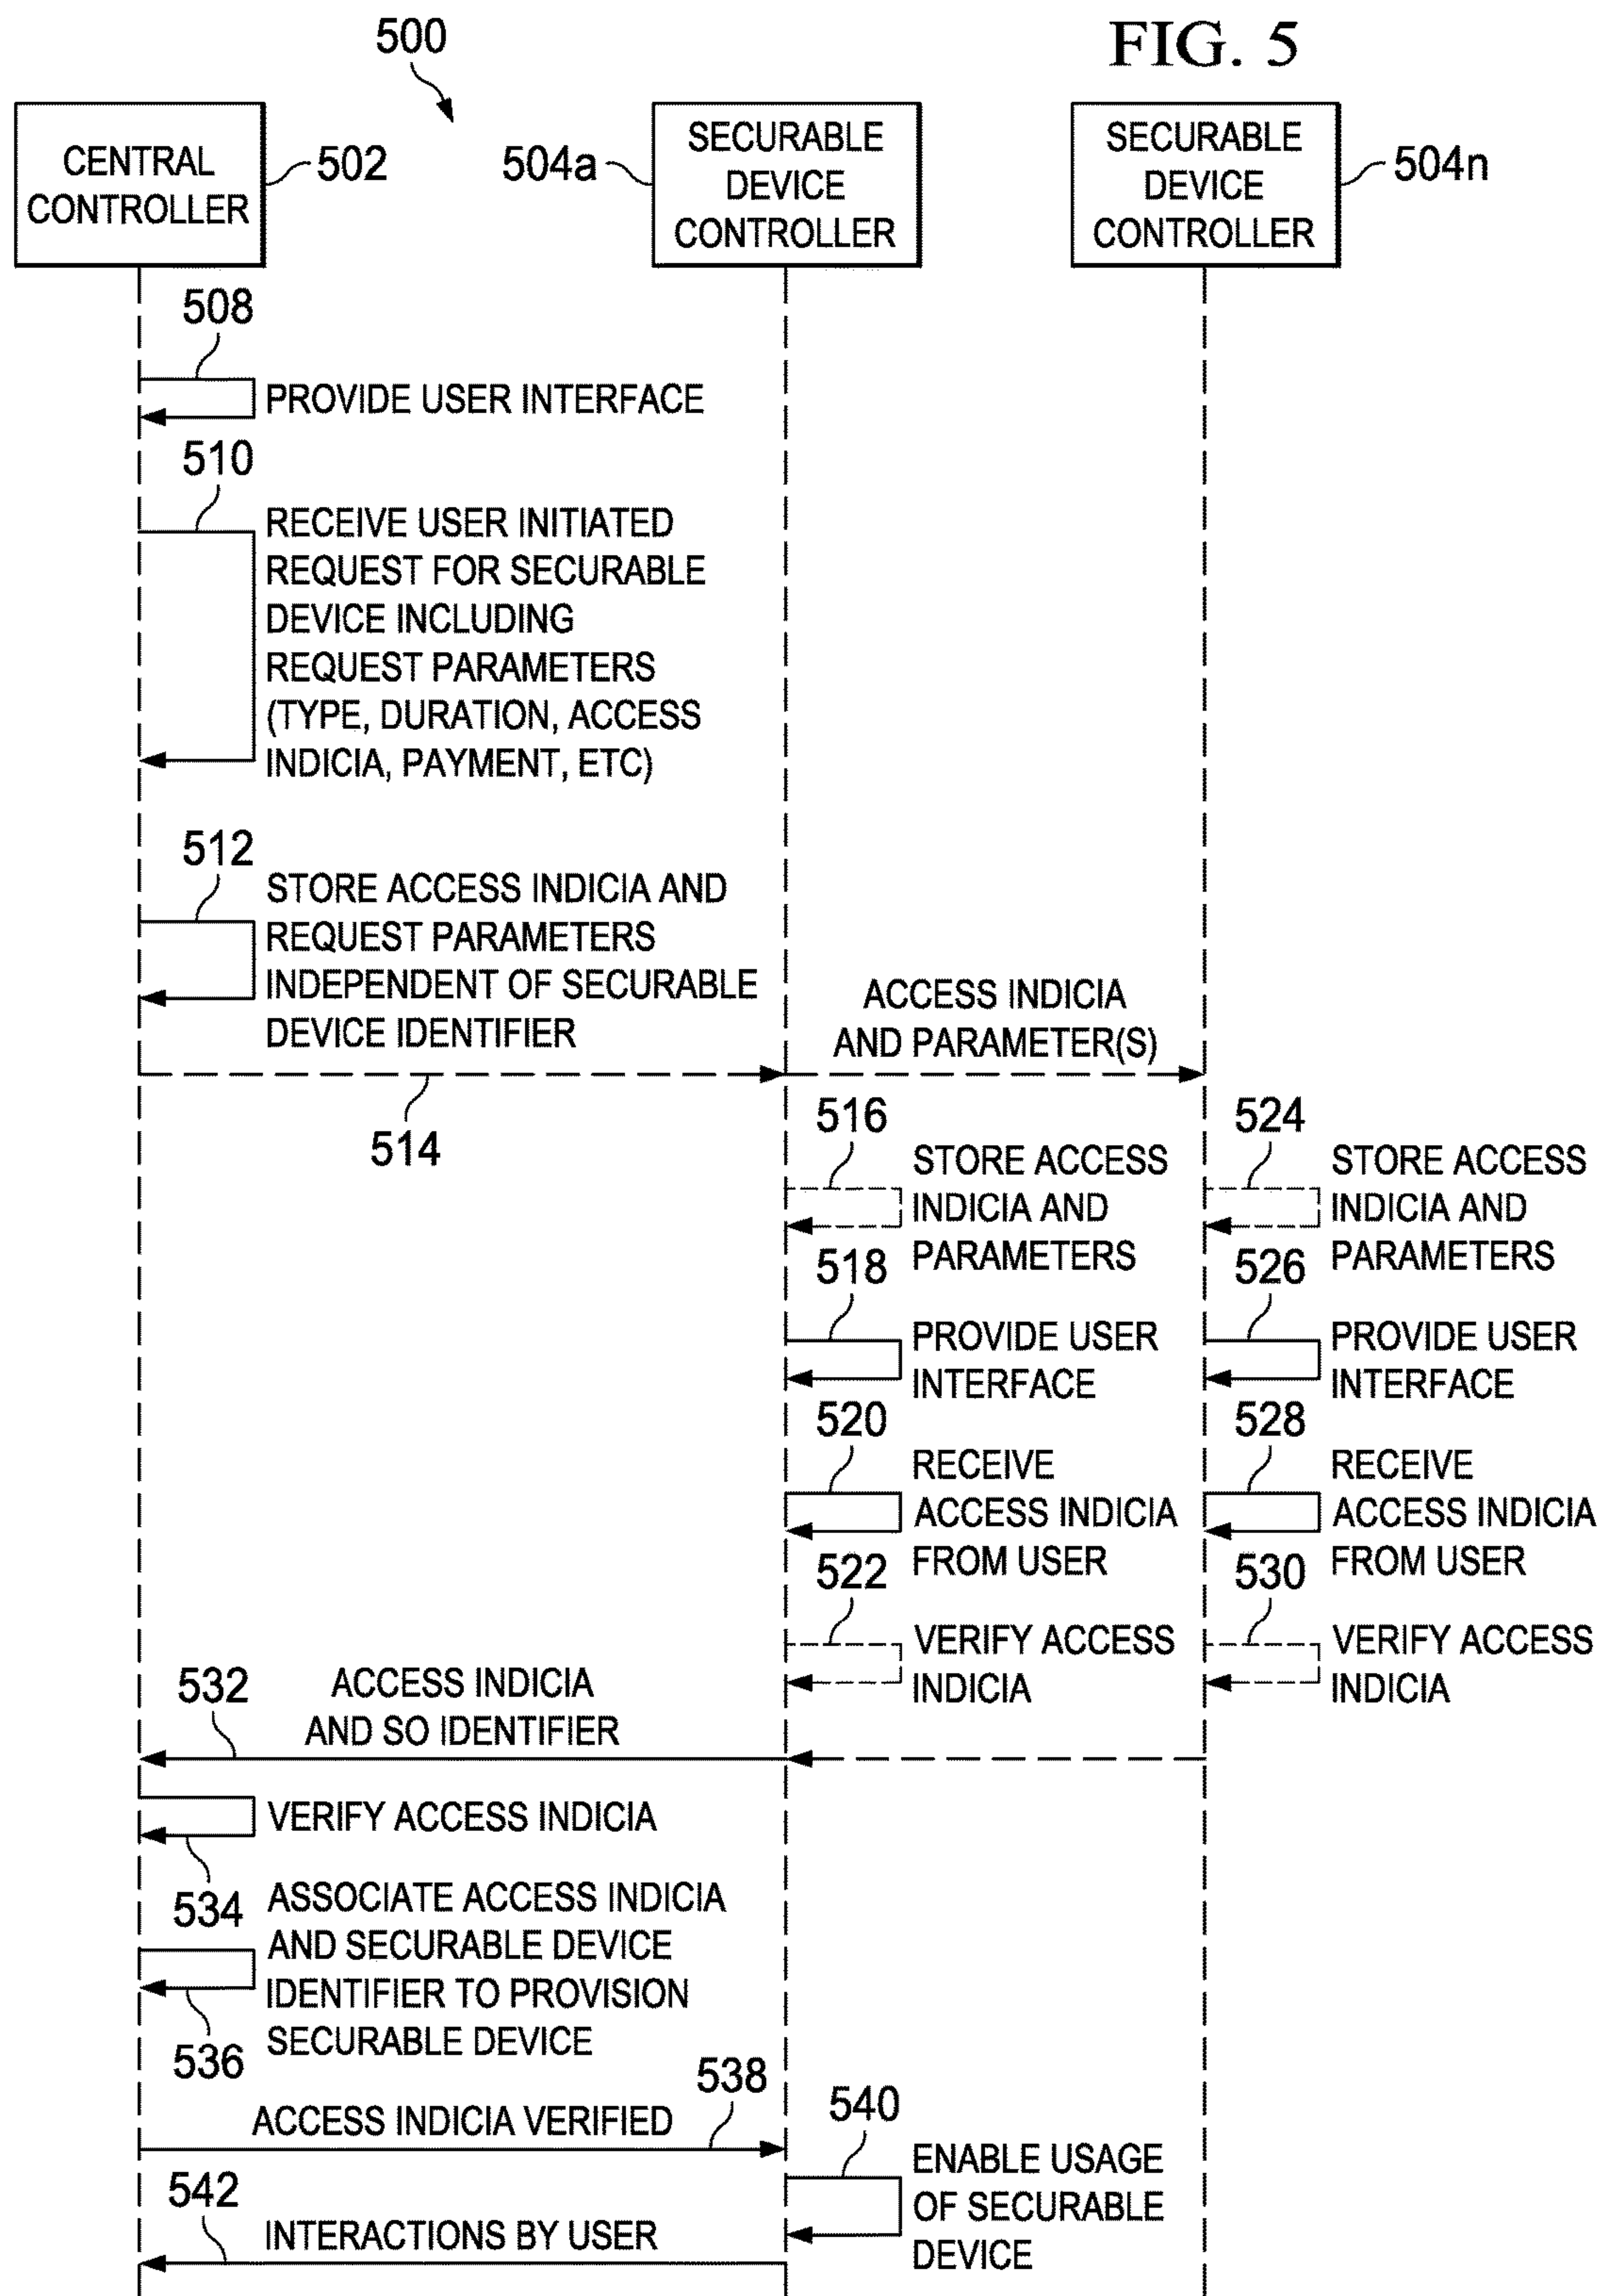 500
FIG. 5
CENTRAL
CONTROLLER
502
504a
SECURABLE
DEVICE
CONTROLLER
SECURABLE
DEVICE
CONTROLLER
504n
508
PROVIDE USER INTERFACE
510
RECEIVE USER INITIATED
REQUEST FOR SECURABLE
DEVICE INCLUDING
REQUEST PARAMETERS
(TYPE, DURATION, ACCESS
INDICIA, PAYMENT, ETC)
512
STORE ACCESS INDICIA AND
REQUEST PARAMETERS
INDEPENDENT OF SECURABLE
DEVICE IDENTIFIER
ACCESS INDICIA
AND PARAMETER(S)
514
516
STORE ACCESS
INDICIA AND
PARAMETERS
524
STORE ACCESS
INDICIA AND
PARAMETERS
518
PROVIDE USER
INTERFACE
526
PROVIDE USER
INTERFACE
520
RECEIVE
ACCESS INDICIA
FROM USER
528
RECEIVE
ACCESS INDICIA
FROM USER
522
VERIFY ACCESS
INDICIA
530
VERIFY ACCESS
INDICIA
532
ACCESS INDICIA
AND SO IDENTIFIER
VERIFY ACCESS INDICIA
534
ASSOCIATE ACCESS INDICIA
AND SECURABLE DEVICE
IDENTIFIER TO PROVISION
SECURABLE DEVICE
536
538
ACCESS INDICIA VERIFIED
540
ENABLE USAGE
OF SECURABLE
DEVICE
542
INTERACTIONS BY USER